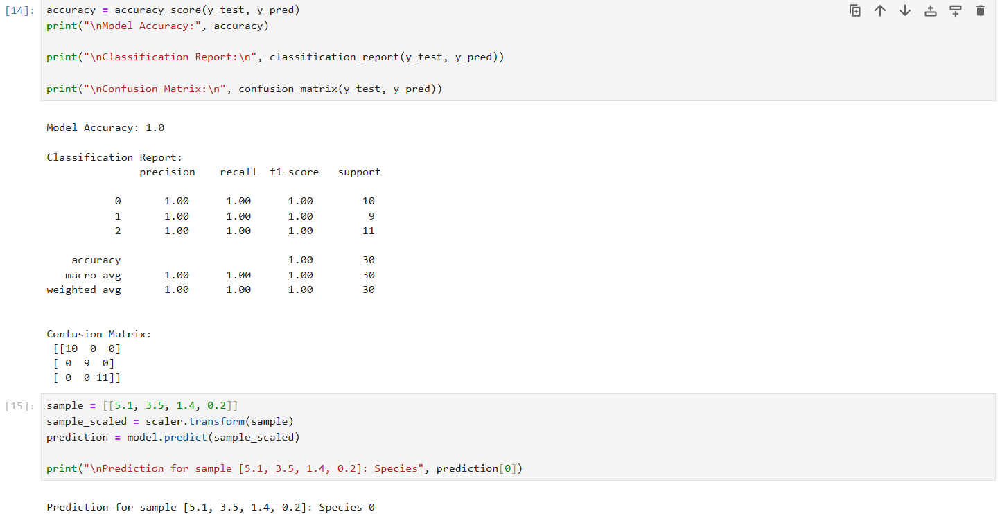 [14]: accuracy = accuracy_score(y_test, y_pred)
print("\nModel Accuracy:", accuracy)
print("\nClassification Report:\n", classification_report(y_test, y_pred))
print("\nConfusion Matrix:\n", confusion_matrix(y_test, y_pred))
Model Accuracy: 1.0
Classification Report:
precision recall f1-score support
0 1.00 1.00 1.00 10
1 1.00 1.00 1.00 9
2 1.00 1.00 1.00 11
accuracy 1.00 30
macro avg 1.00 1.00 1.00 30
weighted avg 1.00 1.00 1.00 30
Confusion Matrix:
[[10 0 0]
[ 0 9 0]
[ 0 0 11]]
[15]: sample = [[5.1, 3.5, 1.4, 0.2]]
sample_scaled = scaler.transform(sample)
prediction = model.predict(sample_scaled)
print("\nPrediction for sample [5.1, 3.5, 1.4, 0.2]: Species", prediction[0])
Prediction for sample [5.1, 3.5, 1.4, 0.2]: Species 0